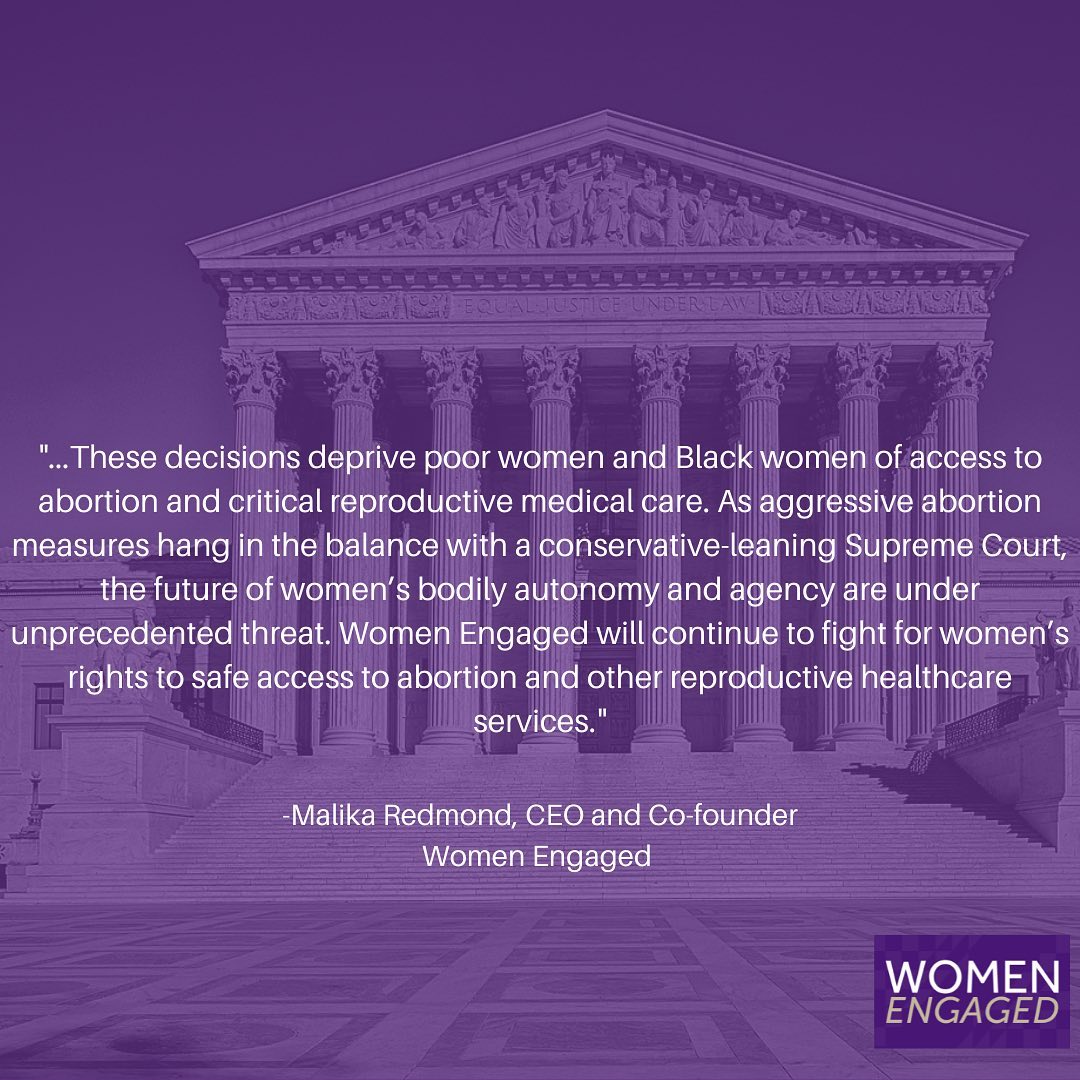 EQUAL JUSTICE UNDER LAW
"...These decisions deprive poor women and Black women of access to
abortion and critical reproductive medical care. As aggressive abortion
measures hang in the balance with a conservative-leaning Supreme Court,
the future of women’s bodily autonomy and agency are under
unprecedented threat. Women Engaged will continue to fight for women’s
rights to safe access to abortion and other reproductive healthcare
services."
-Malika Redmond, CEO and Co-founder
Women Engaged
WOMEN
ENGAGED